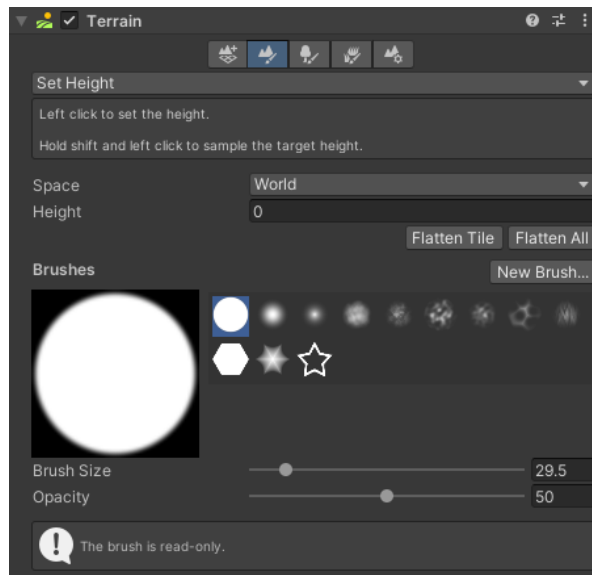 Terrain
Set Height
Left click to set the height.
Hold shift and left click to sample the target height.
Space World
Height 0
Flatten Tile Flatten All
Brushes New Brush...
Brush Size 29.5
Opacity 50
The brush is read-only.